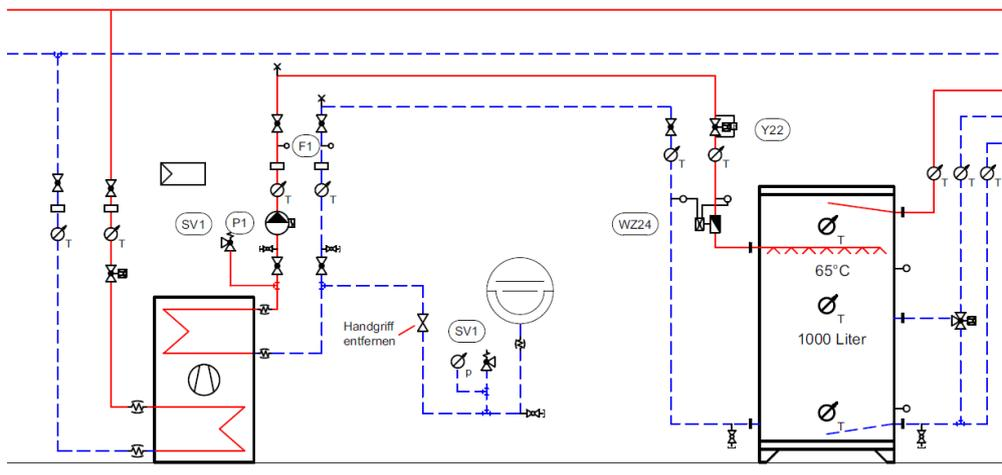 Y22
F1
T
T
T
T
SV1
P1
T
T
T
T
T
WZ24
T
T
65°C
T
1000 Liter
Handgriff
entfernen
SV1
p
T